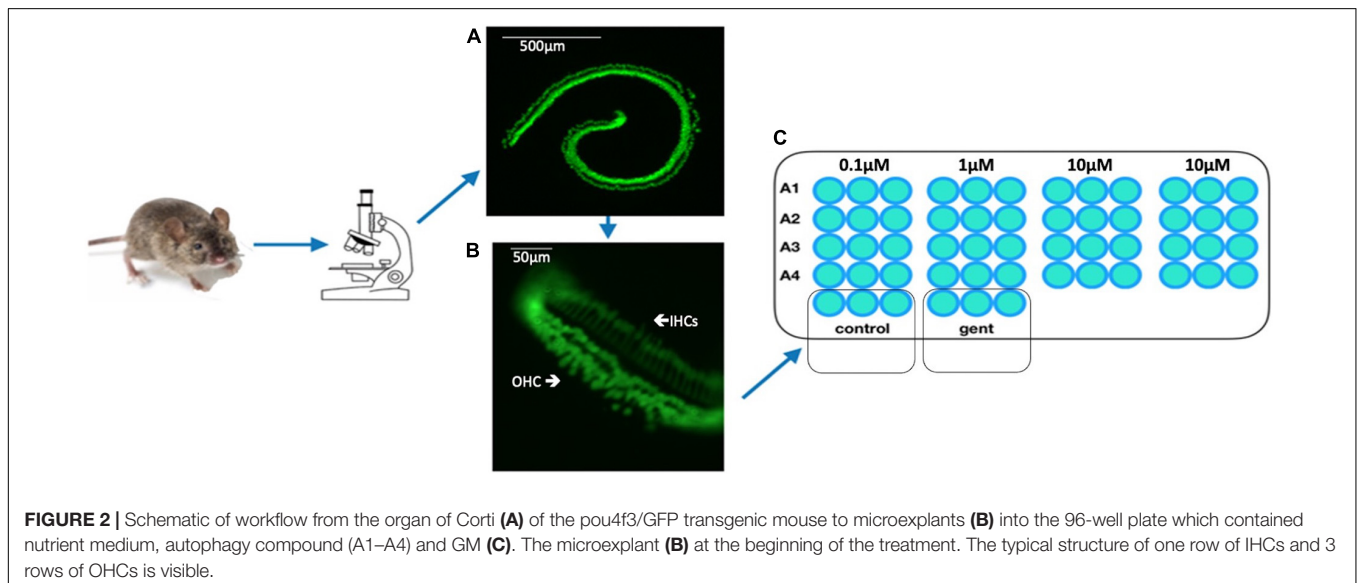 A
500μm
B
50μm
←IHCs
OHC →
C
0.1μM 1μM 10μM 10μM
A1
A2
A3
A4
control gent
FIGURE 2 | Schematic of workflow from the organ of Corti (A) of the pou4f3/GFP transgenic mouse to microexplants (B) into the 96-well plate which contained
nutrient medium, autophagy compound (A1–A4) and GM (C). The microexplant (B) at the beginning of the treatment. The typical structure of one row of IHCs and 3
rows of OHCs is visible.